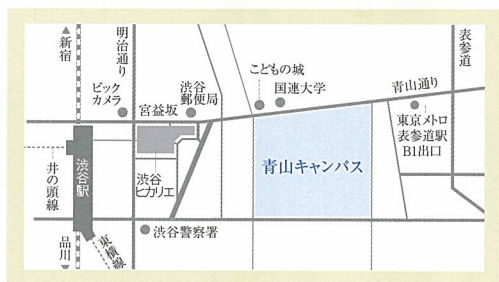 ▲新宿
明治通り
ビック
カメラ
宮益坂
渋谷
郵便局
こどもの城
国連大学
青山通り
表参道
東京メトロ
表参道駅
B1出口
青山キャンパス
渋谷
ヒカリエ
渋谷駅
井の頭線
渋谷警察署
東横線
品川▼